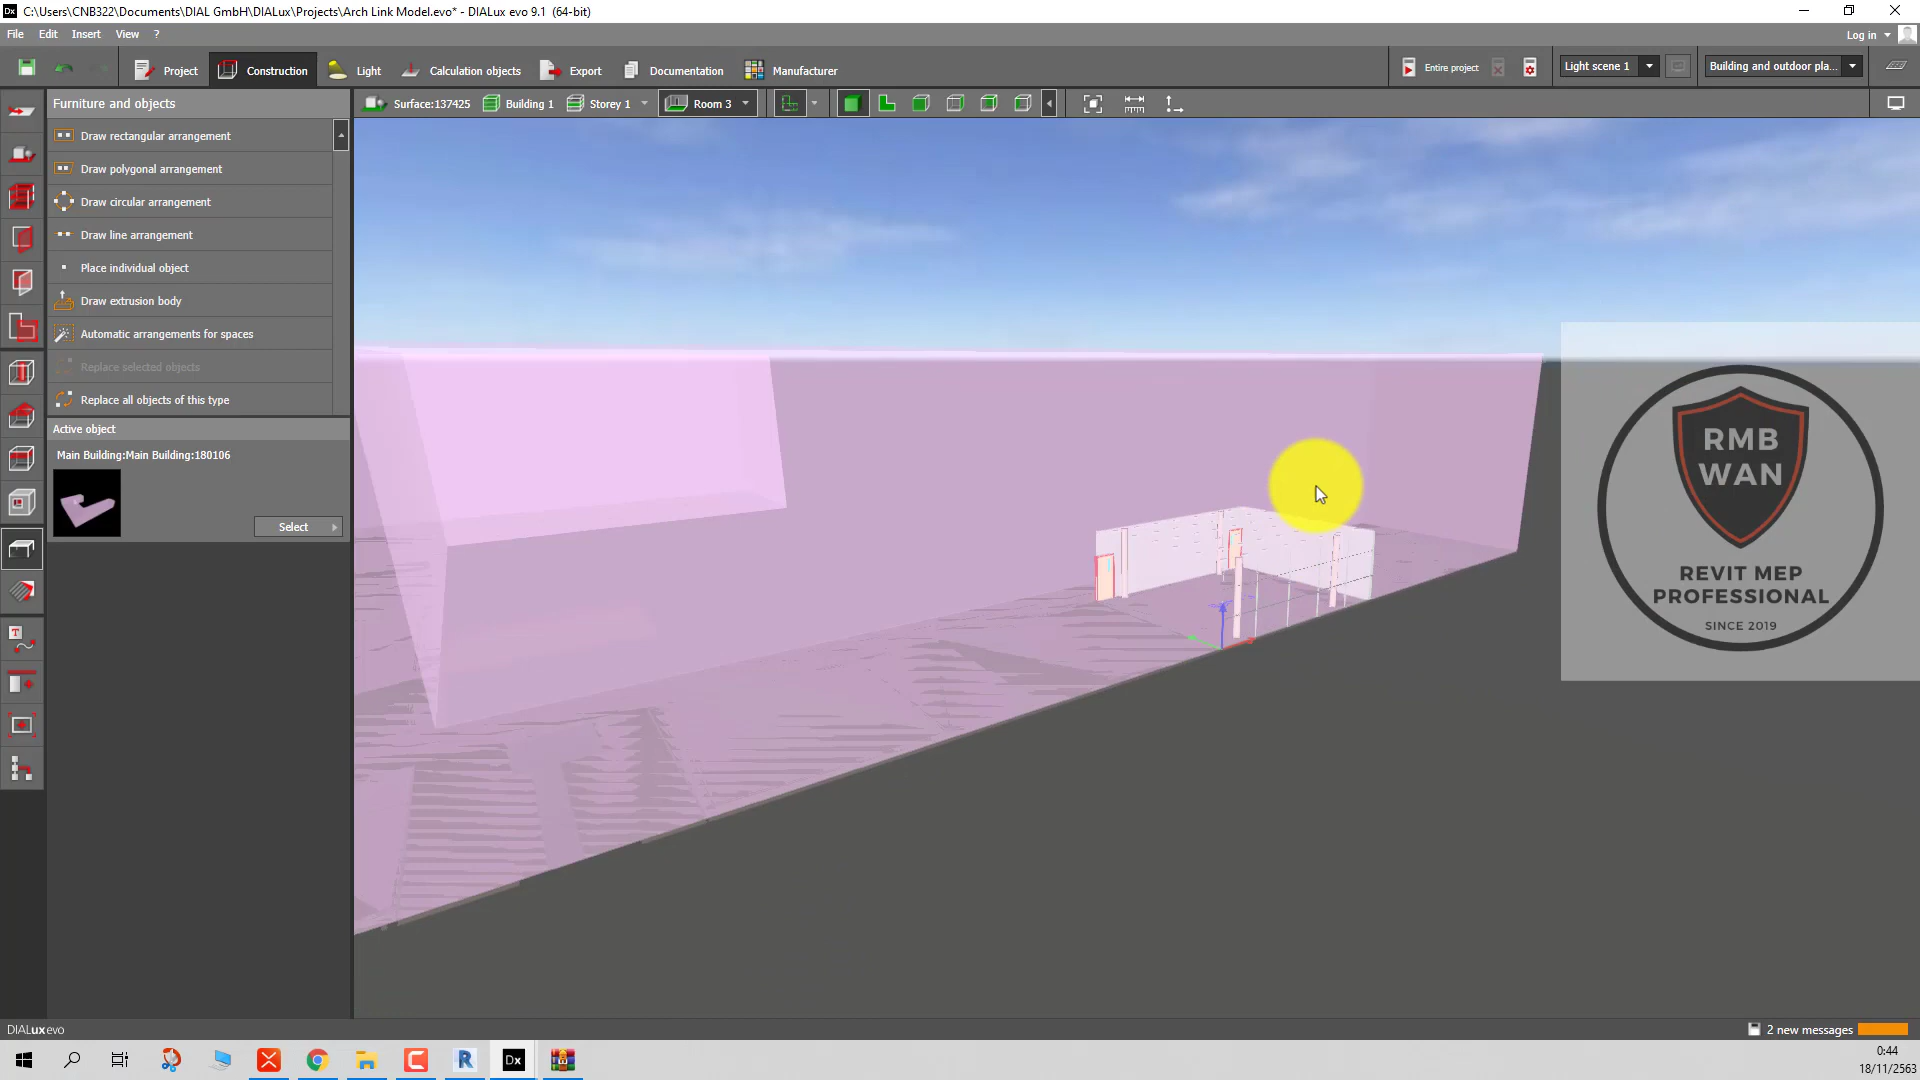 Dx C:\Users\CNB322\Documents\DIAL GmbH\DIALux\Projects\Arch Link Model.evo* - DIALux evo 9.1 (64-bit)
File Edit Insert View ? Log in
Project Construction Light Calculation objects Export Documentation Manufacturer Entire project Light scene 1 Building and outdoor pla...
Furniture and objects Surface:137425 Building 1 Storey 1 Room 3
Draw rectangular arrangement
Draw polygonal arrangement
Draw circular arrangement
Draw line arrangement
Place individual object
Draw extrusion body
Automatic arrangements for spaces
Replace selected objects
Replace all objects of this type
Active object
Main Building:Main Building:180106
Select
RMB
WAN
REVIT MEP
PROFESSIONAL
SINCE 2019
DIALux evo 2 new messages
R Dx
0:44
18/11/2563